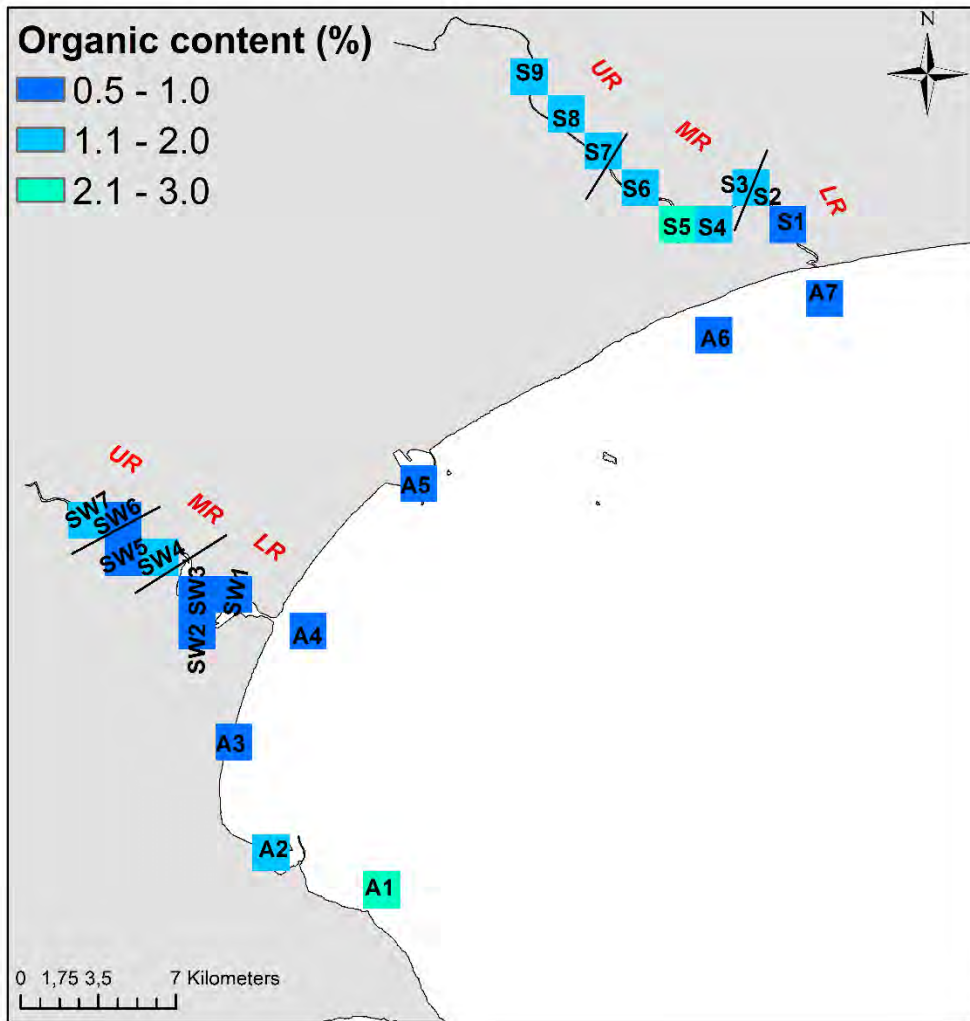 Organic content (%)
0.5 - 1.0
1.1 - 2.0
2.1 - 3.0
N
S9
UR
S8
S7
MR
S6
S3
S2
LR
S5
S4
S1
A7
A6
A5
UR
SW7
SW6
MR
SW5
SW4
LR
SW3
SW1
SW2
A4
A3
A2
A1
0 1,75 3,5 7 Kilometers